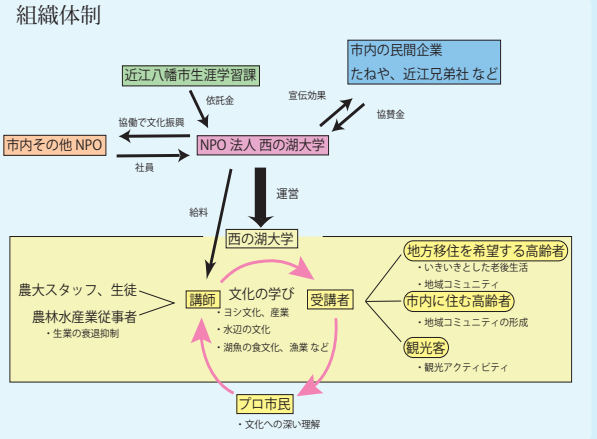 組織体制
市内の民間企業
たねや、近江兄弟社 など
近江八幡市生涯学習課
依託金
宣伝効果
協賛金
協働で文化振興
市内その他 NPO
NPO 法人 西の湖大学
社員
運営
給料
西の湖大学
地方移住を希望する高齢者
・いきいきとした老後生活
・地域コミュニティ
農大スタッフ、生徒
講師
文化の学び
受講者
市内に住む高齢者
農林水産業従事者
・ヨシ文化、産業
・地域コミュニティの形成
・生業の衰退抑制
・水辺の文化
・湖魚の食文化、漁業 など
観光客
・観光アクティビティ
プロ市民
・文化への深い理解